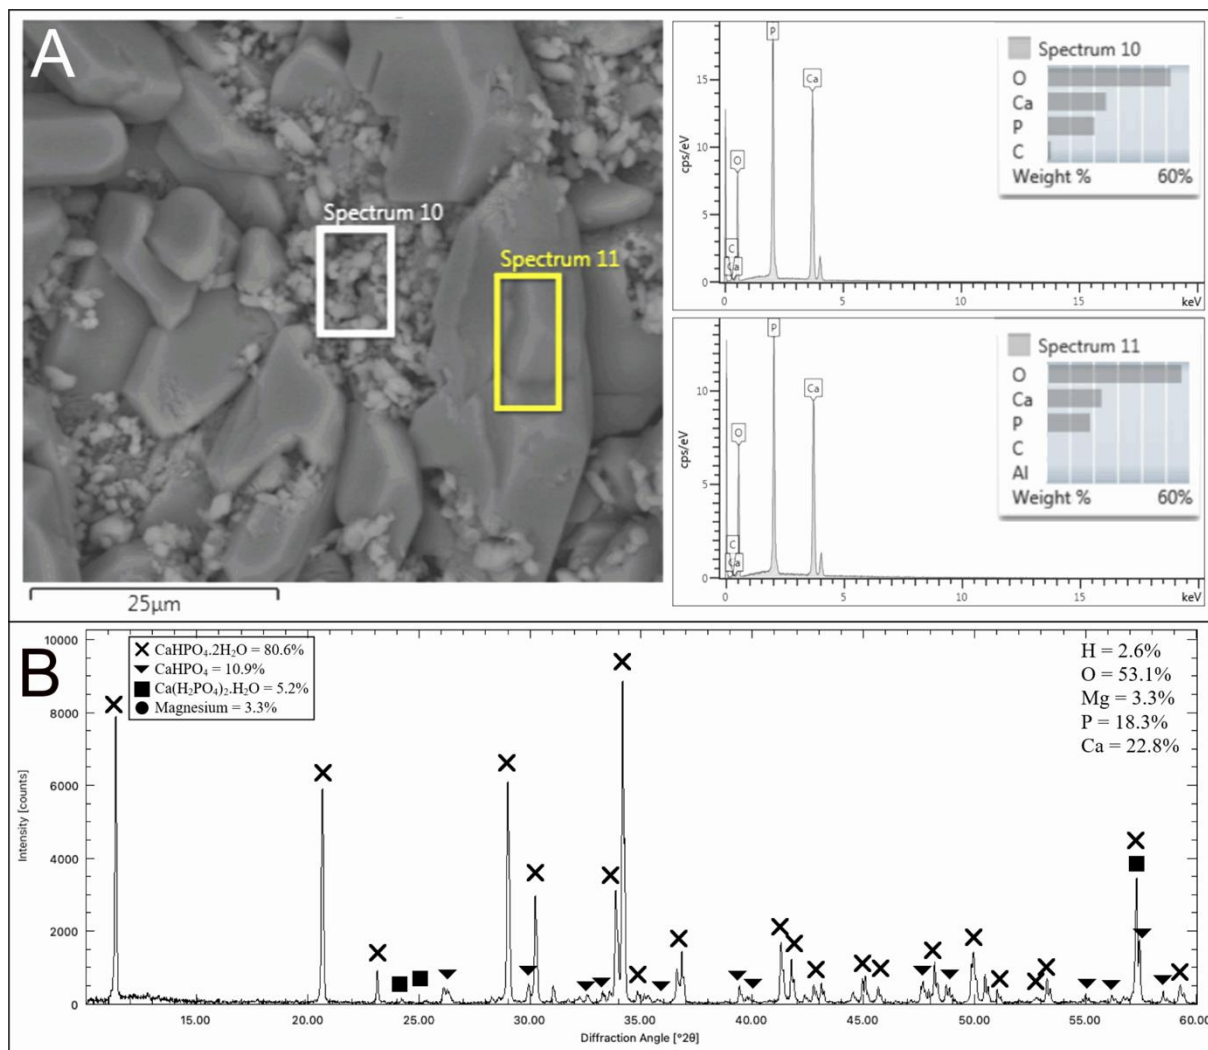 A
Spectrum 10
Spectrum 11
25μm
P
Ca
O
C
Ca
15
10
5
0
cps/eV
0
5
10
15
keV
Spectrum 10
O
Ca
P
C
Weight %
60%
P
Ca
O
C
Ca
10
5
0
cps/eV
0
5
10
15
keV
Spectrum 11
O
Ca
P
C
Al
Weight %
60%
B
CaHPO₄.2H₂O = 80.6%
CaHPO₄ = 10.9%
Ca(H₂PO₄)₂.H₂O = 5.2%
Magnesium = 3.3%
H = 2.6%
O = 53.1%
Mg = 3.3%
P = 18.3%
Ca = 22.8%
10000
8000
6000
4000
2000
0
Intensity [counts]
15.00
20.00
25.00
30.00
35.00
40.00
45.00
50.00
55.00
60.00
Diffraction Angle [°2θ]